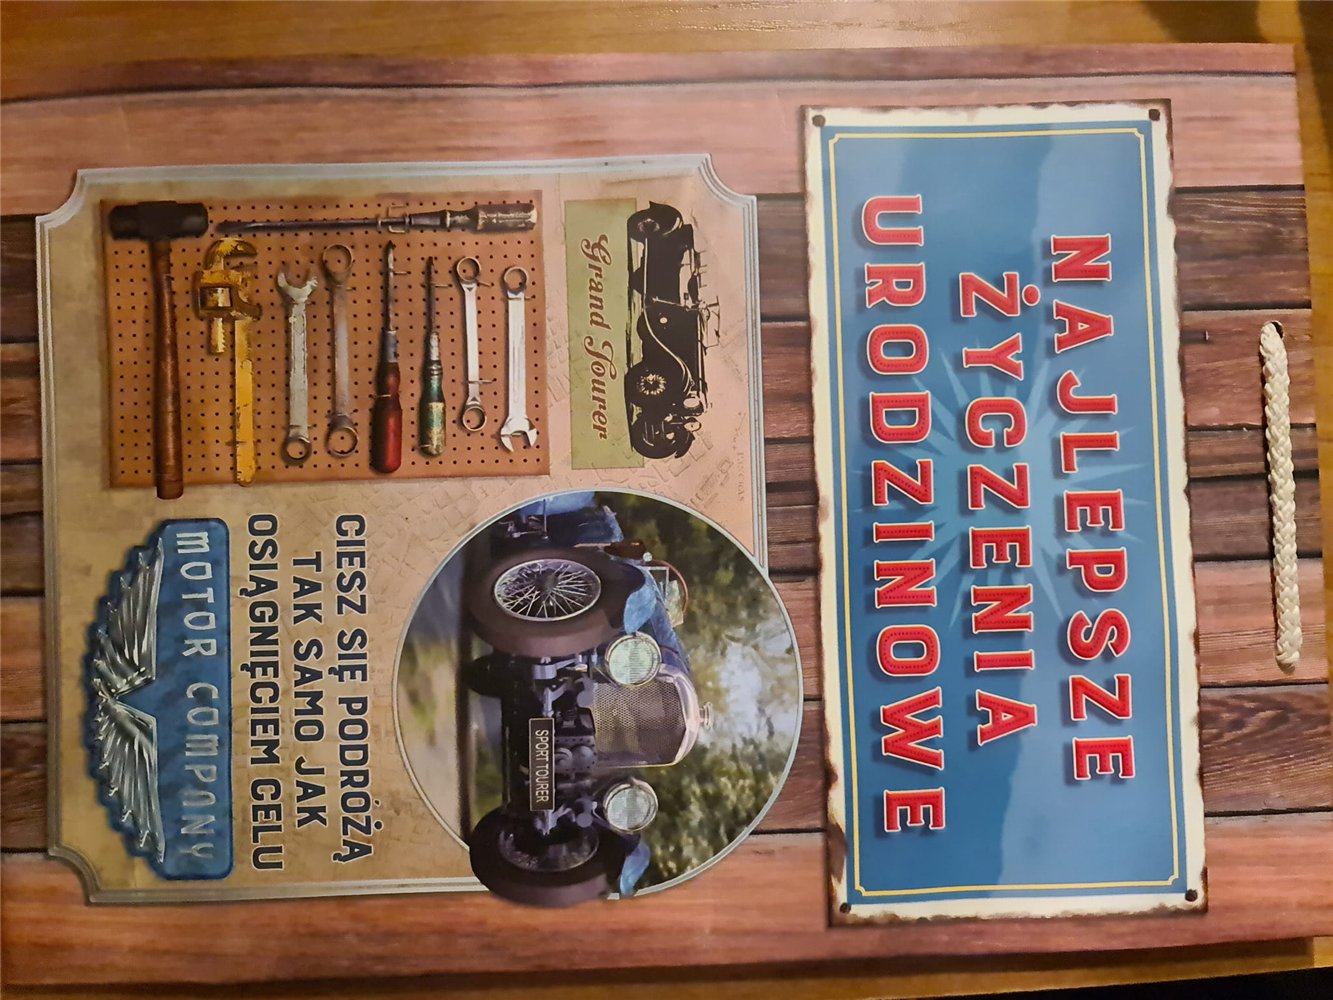 NAJLEPSZE
ŻYCZENIA
URODZINOWE
Grand Tourer
SPORT TOURER
CIESZ SIĘ PODRÓŻĄ
TAK SAMO JAK
OSIĄGNIĘCIEM CELU
MOTOR COMPANY